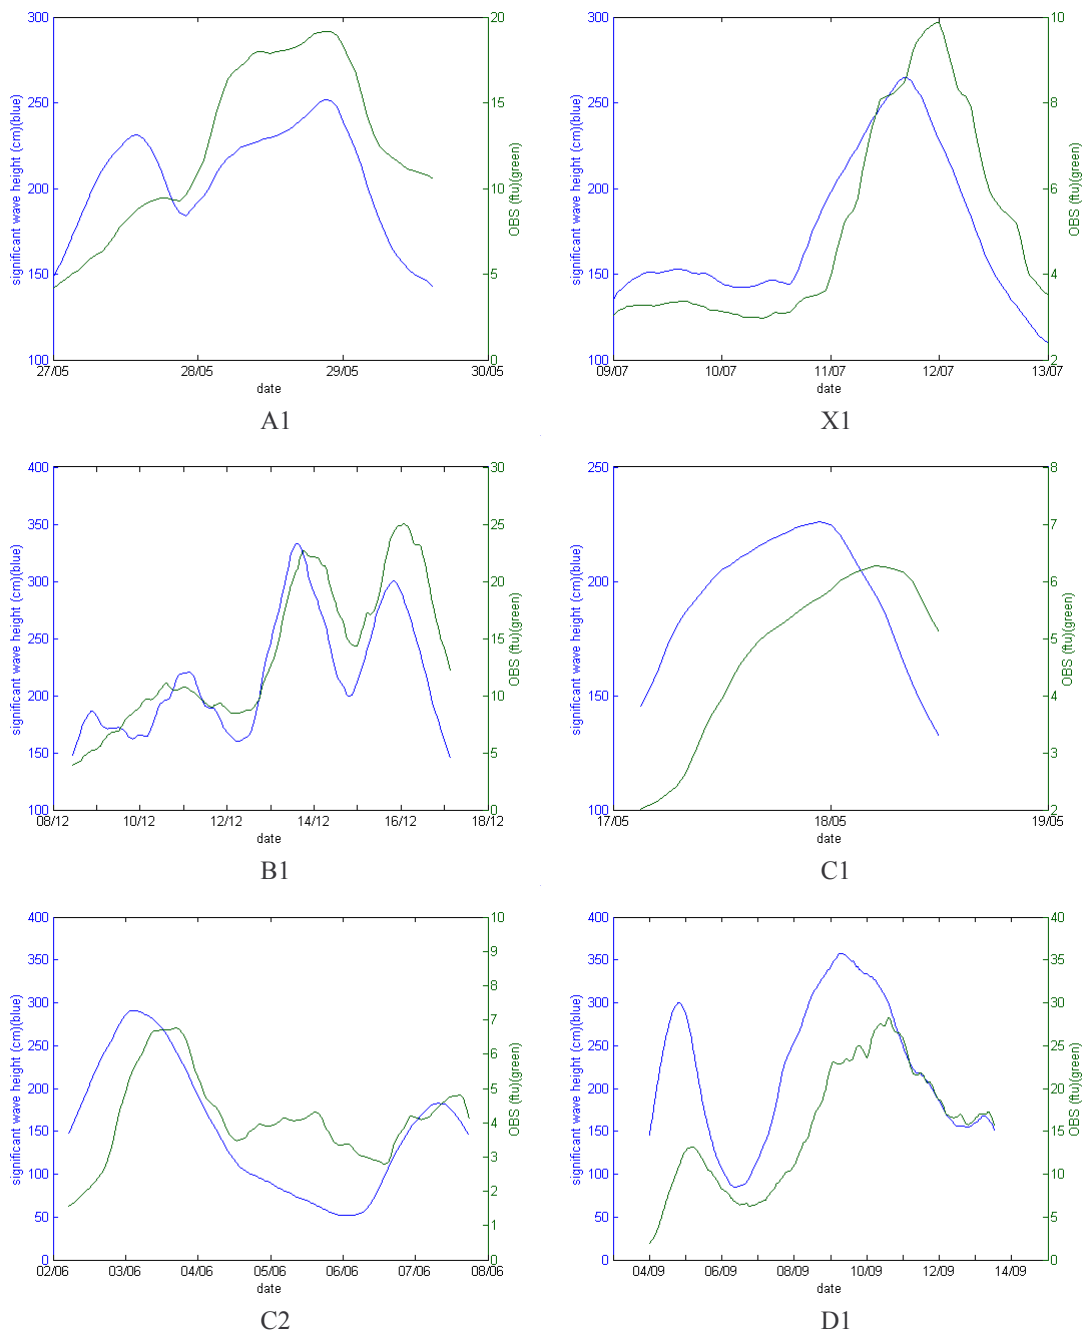 300
250
200
150
100
20
15
10
5
0
27/05 28/05 29/05 30/05
date
significant wave height (cm)(blue)
OBS (ftu)(green)
A1
300
250
200
150
100
10
8
6
4
2
09/07 10/07 11/07 12/07 13/07
date
significant wave height (cm)(blue)
OBS (ftu)(green)
X1
400
350
300
250
200
150
100
30
25
20
15
10
5
0
08/12 10/12 12/12 14/12 16/12 18/12
date
significant wave height (cm)(blue)
OBS (ftu)(green)
B1
250
200
150
100
8
7
6
5
4
3
2
17/05 18/05 19/05
date
significant wave height (cm)(blue)
OBS (ftu)(green)
C1
400
350
300
250
200
150
100
50
0
10
9
8
7
6
5
4
3
2
1
0
02/06 03/06 04/06 05/06 06/06 07/06 08/06
date
significant wave height (cm)(blue)
OBS (ftu)(green)
C2
400
350
300
250
200
150
100
50
0
40
35
30
25
20
15
10
5
0
04/09 06/09 08/09 10/09 12/09 14/09
date
significant wave height (cm)(blue)
OBS (ftu)(green)
D1